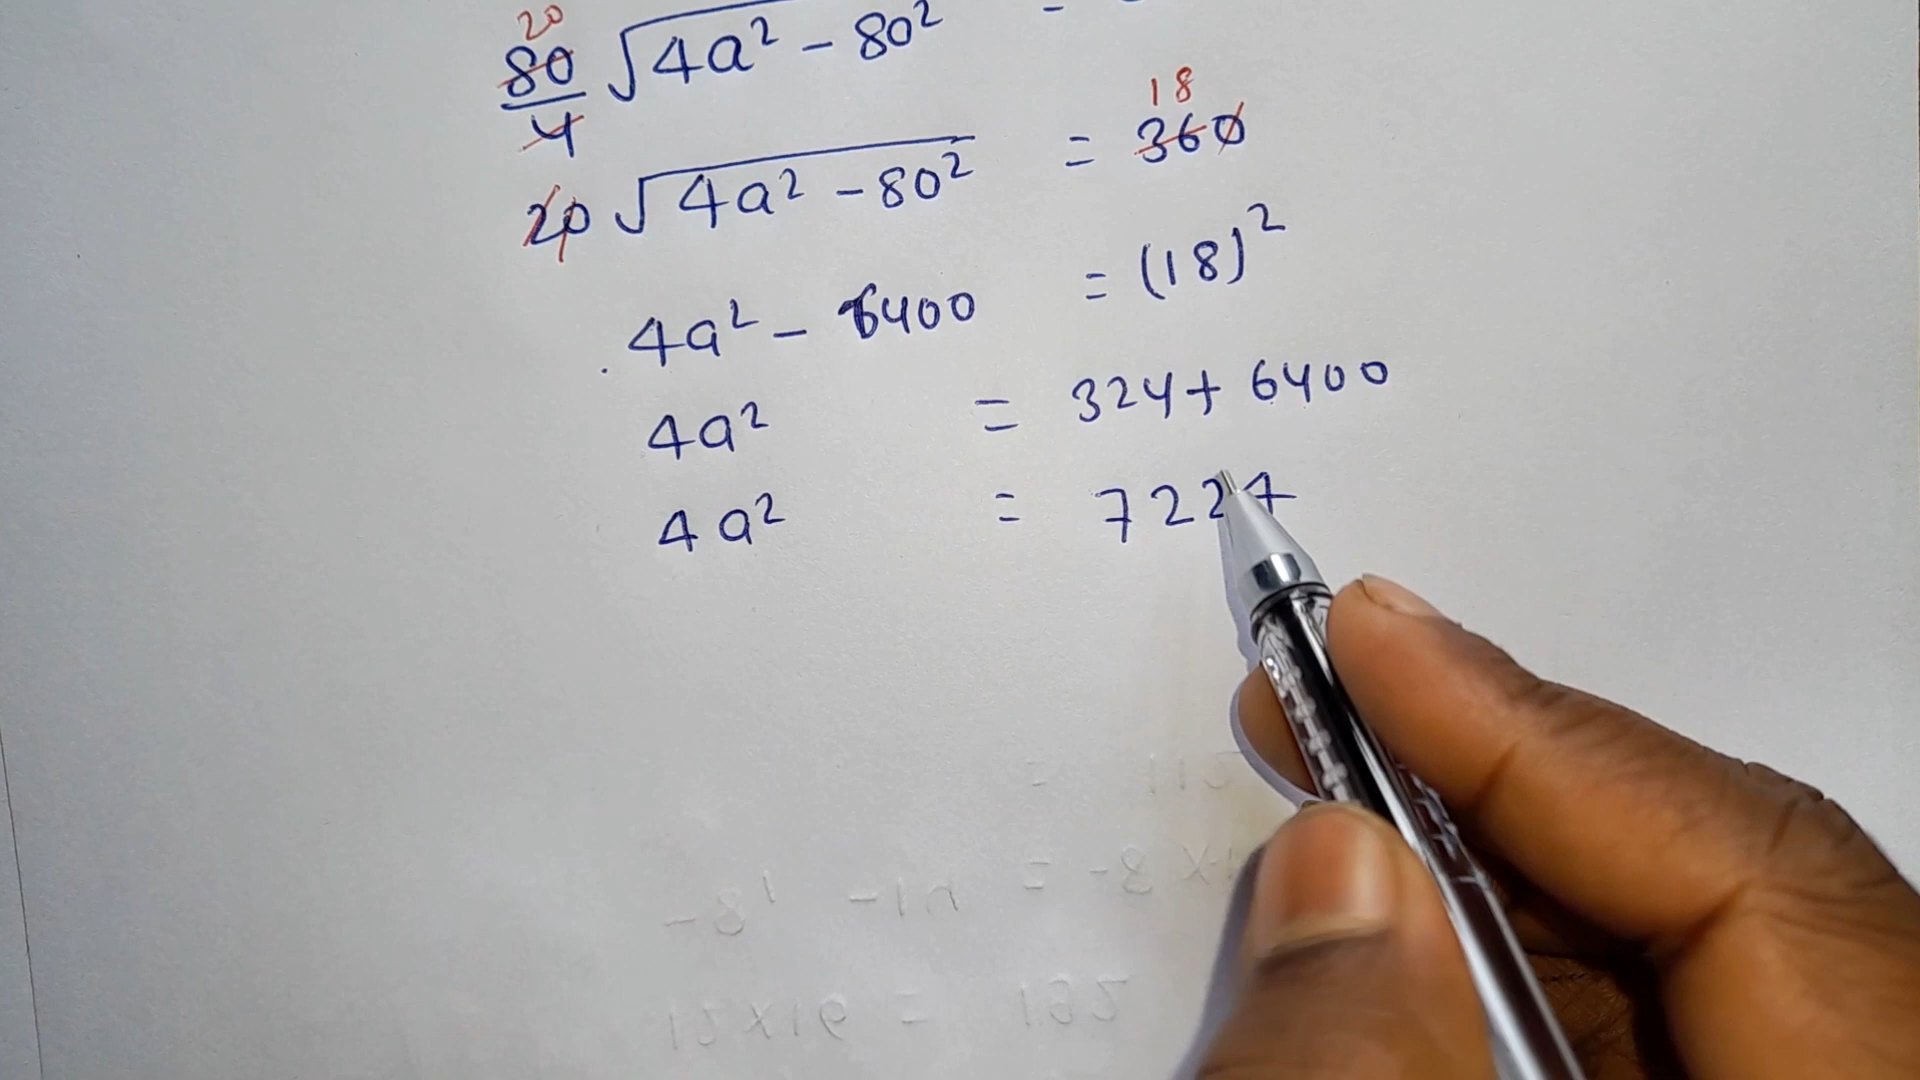 20
80/4 √4a² - 80² =
18
20 √4a² - 80² = 360
4a² - 6400 = (18)²
4a² = 324 + 6400
4a² = 7224